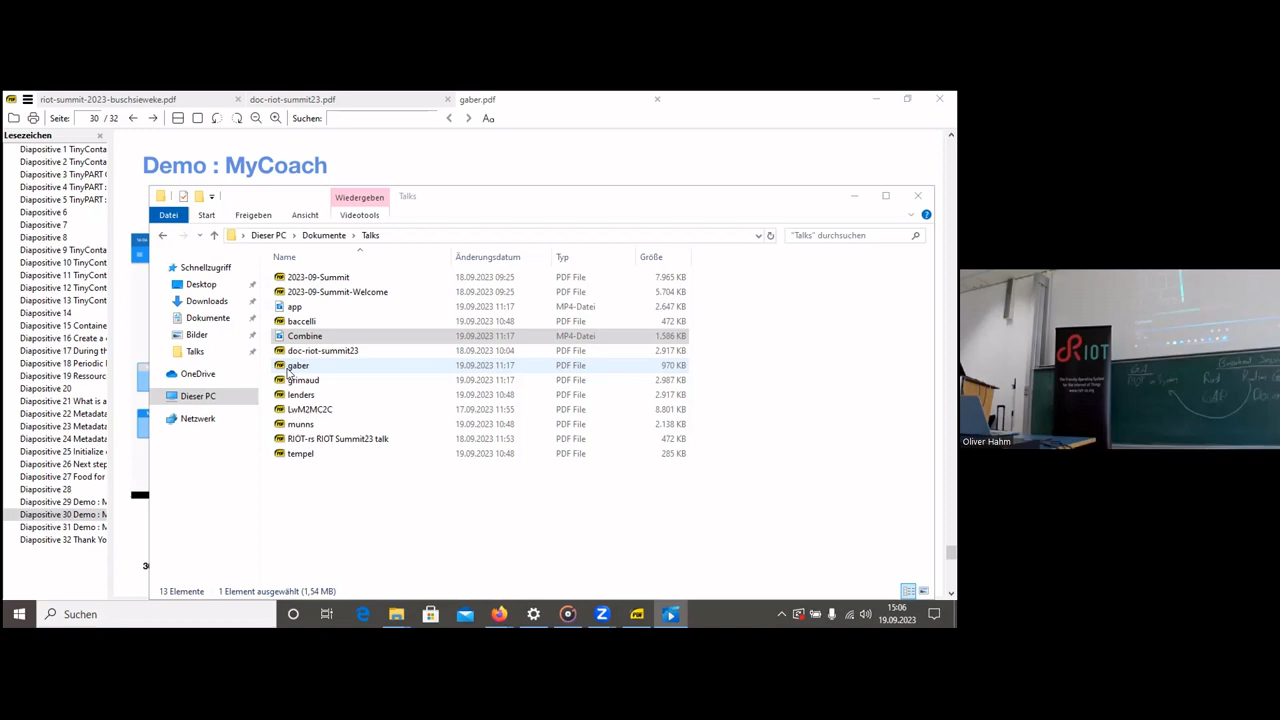 riot-summit-2023-buschsieweke.pdf
doc-riot-summit23.pdf
gaber.pdf
Seite: 30 / 32 Suchen: Aa
Lesezeichen
Diapositive 1 TinyConta
Diapositive 2 TinyConta
Diapositive 3 TinyPART C
Diapositive 4 TinyPART :
Diapositive 5 TinyPART :
Diapositive 6
Diapositive 7
Diapositive 8
Diapositive 9 TinyContai
Diapositive 10 TinyCont
Diapositive 11 TinyCont
Diapositive 12 TinyCont
Diapositive 13 TinyCont
Diapositive 14
Diapositive 15 Containe
Diapositive 16 Create a
Diapositive 17 During th
Diapositive 18 Periodic
Diapositive 19 Ressourc
Diapositive 20
Diapositive 21 What is a
Diapositive 22 Metadata
Diapositive 23 Metadata
Diapositive 24 Metadata
Diapositive 25 Initialize c
Diapositive 26 Next step
Diapositive 27 Food for
Diapositive 28
Diapositive 29 Demo : M
Diapositive 30 Demo : M
Diapositive 31 Demo : M
Diapositive 32 Thank Yo
Demo : MyCoach
Wiedergeben Talks
Datei Start Freigeben Ansicht Videotools
Dieser PC Dokumente Talks "Talks" durchsuchen
Schnellzugriff
Desktop
Downloads
Dokumente
Bilder
Talks
OneDrive
Dieser PC
Netzwerk
Name Änderungsdatum Typ Größe
2023-09-Summit 18.09.2023 09:25 PDF File 7.965 KB
2023-09-Summit-Welcome 18.09.2023 09:25 PDF File 5.704 KB
app 19.09.2023 11:17 MP4-Datei 2.647 KB
baccelli 19.09.2023 10:48 PDF File 472 KB
Combine 19.09.2023 11:17 MP4-Datei 1.586 KB
doc-riot-summit23 18.09.2023 10:04 PDF File 2.917 KB
gaber 19.09.2023 11:17 PDF File 970 KB
grimaud 19.09.2023 11:17 PDF File 2.987 KB
lenders 19.09.2023 10:48 PDF File 2.917 KB
LwM2MC2C 17.09.2023 11:55 PDF File 8.801 KB
munns 19.09.2023 10:48 PDF File 2.138 KB
RIOT-rs RIOT Summit23 talk 18.09.2023 11:53 PDF File 472 KB
tempel 19.09.2023 10:48 PDF File 285 KB
13 Elemente 1 Element ausgewählt (1,54 MB)
Suchen
15:06
19.09.2023
RIOT
Oliver Hahm